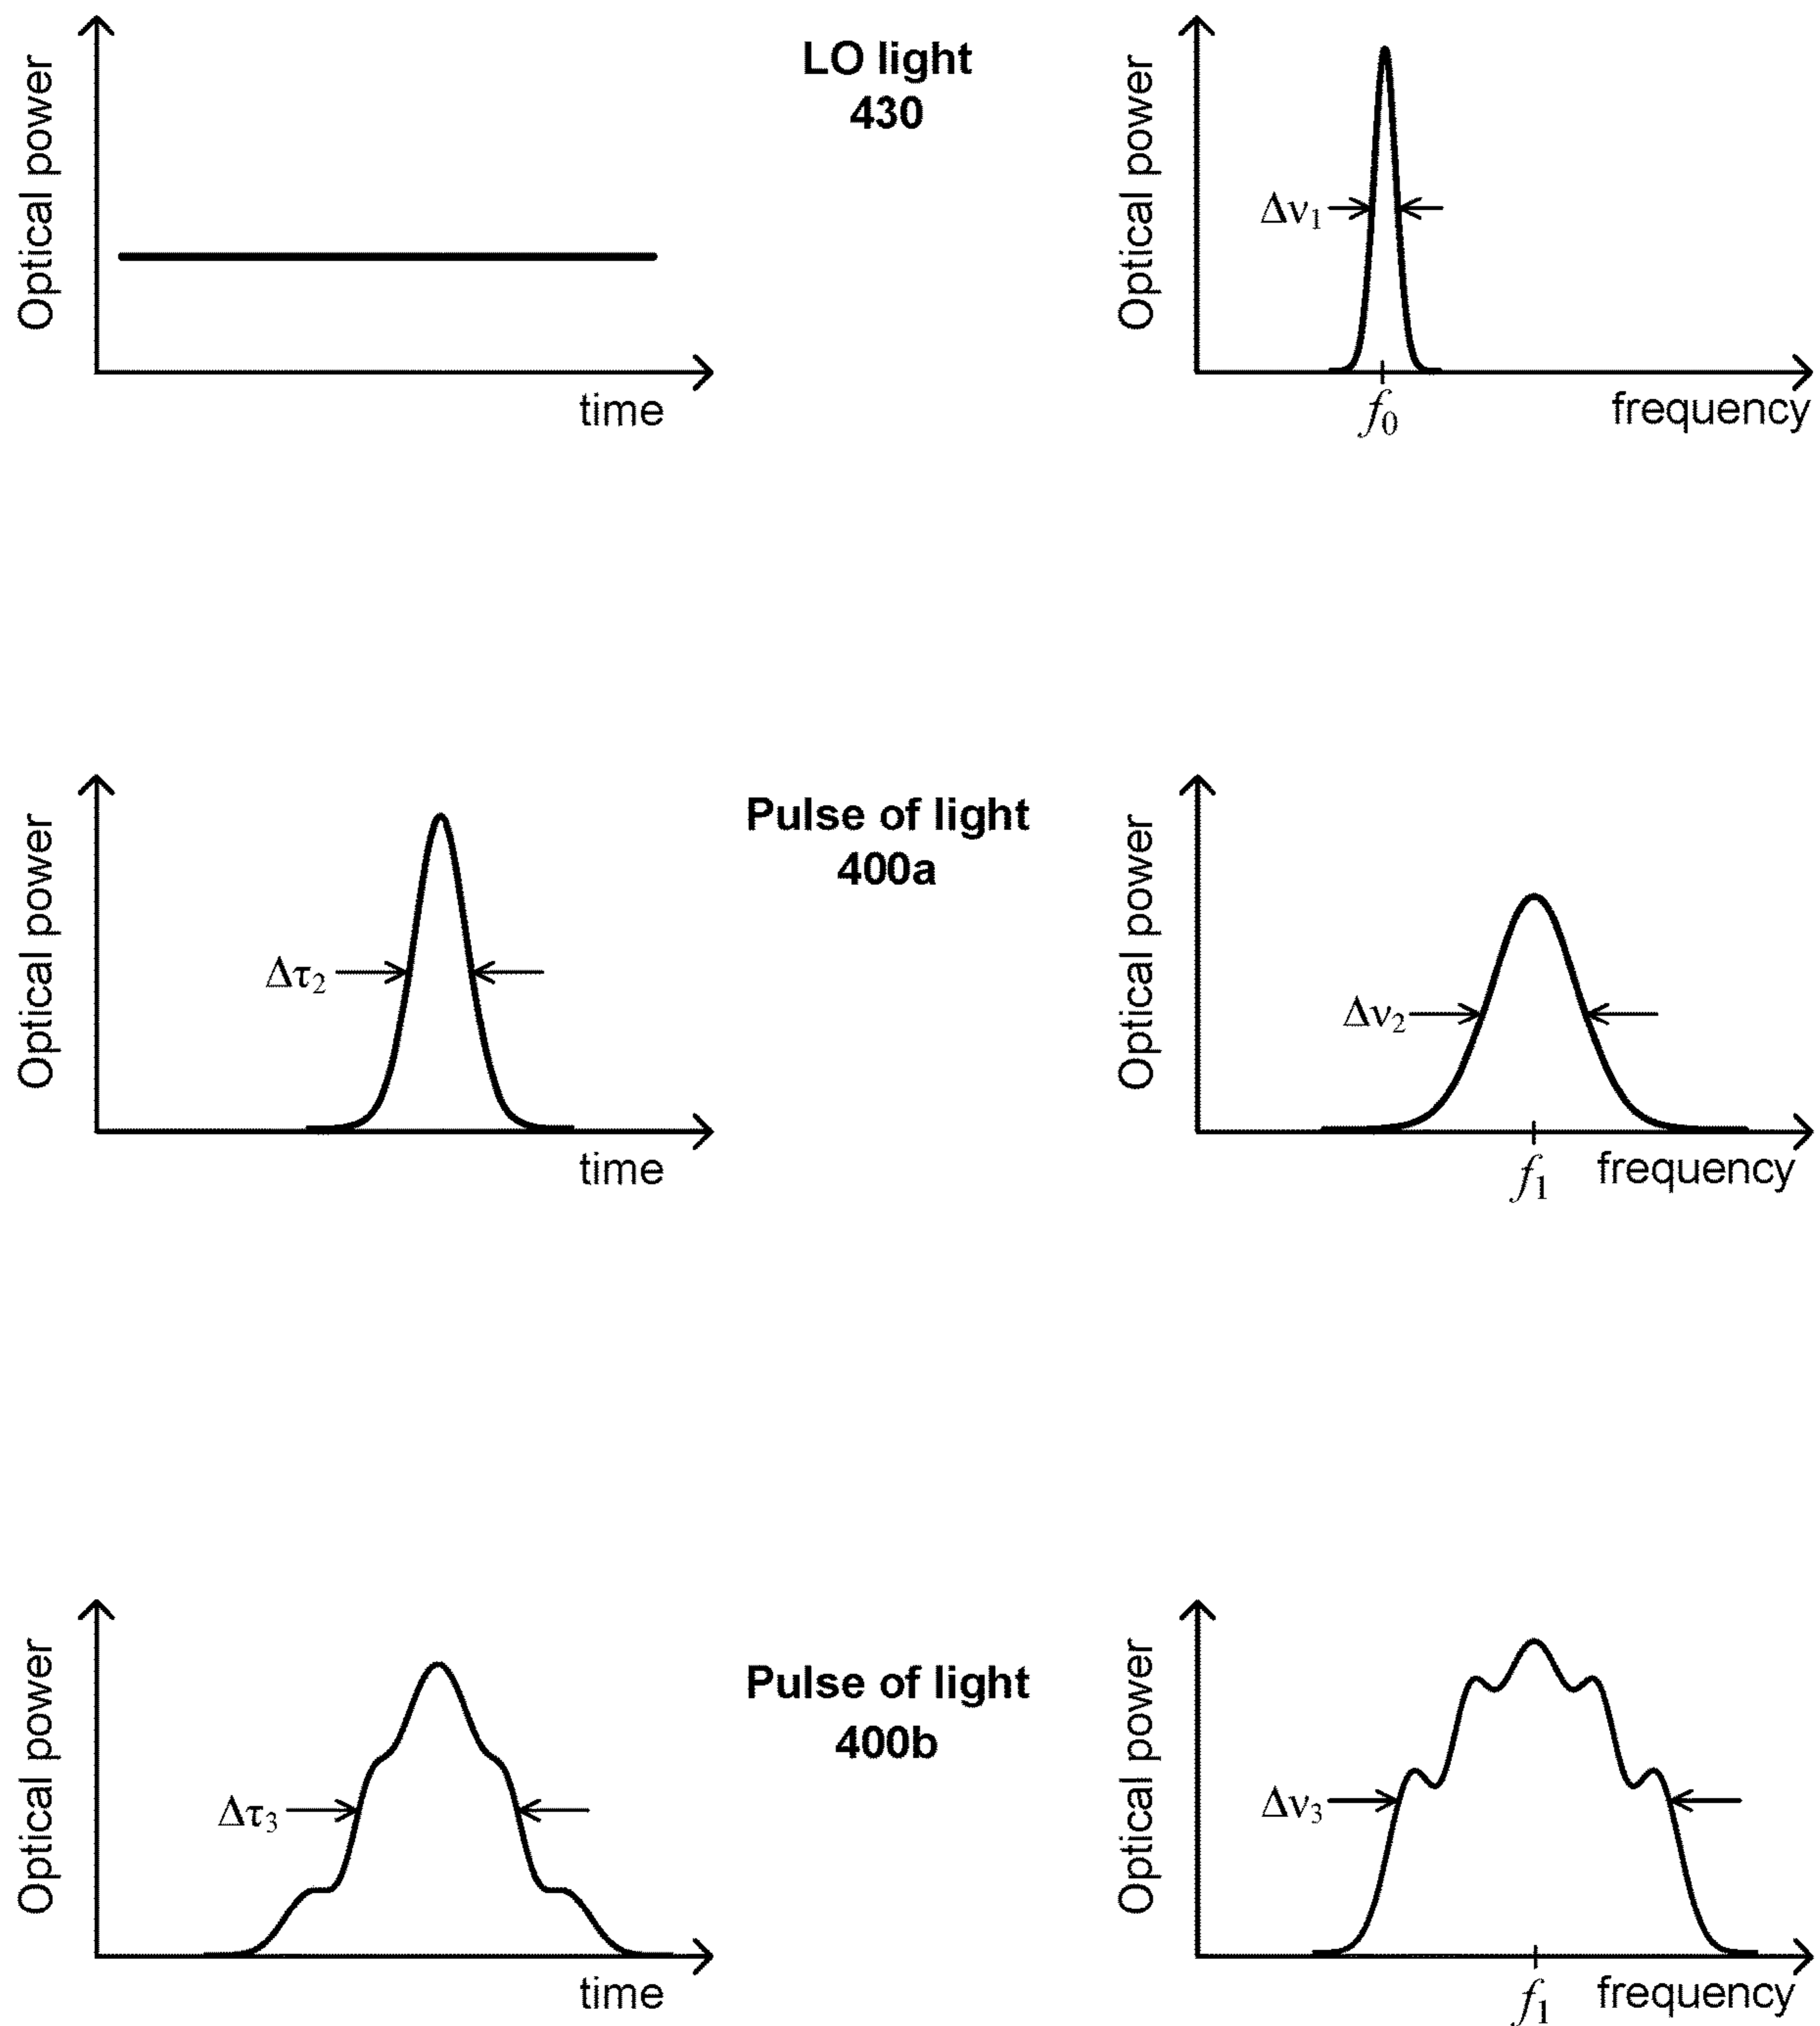 Optical power
time
LO light
430
Optical power
Δν₁
f₀
frequency
Optical power
Δτ₂
time
Pulse of light
400a
Optical power
Δν₂
f₁
frequency
Optical power
Δτ₃
time
Pulse of light
400b
Optical power
Δν₃
f₁
frequency